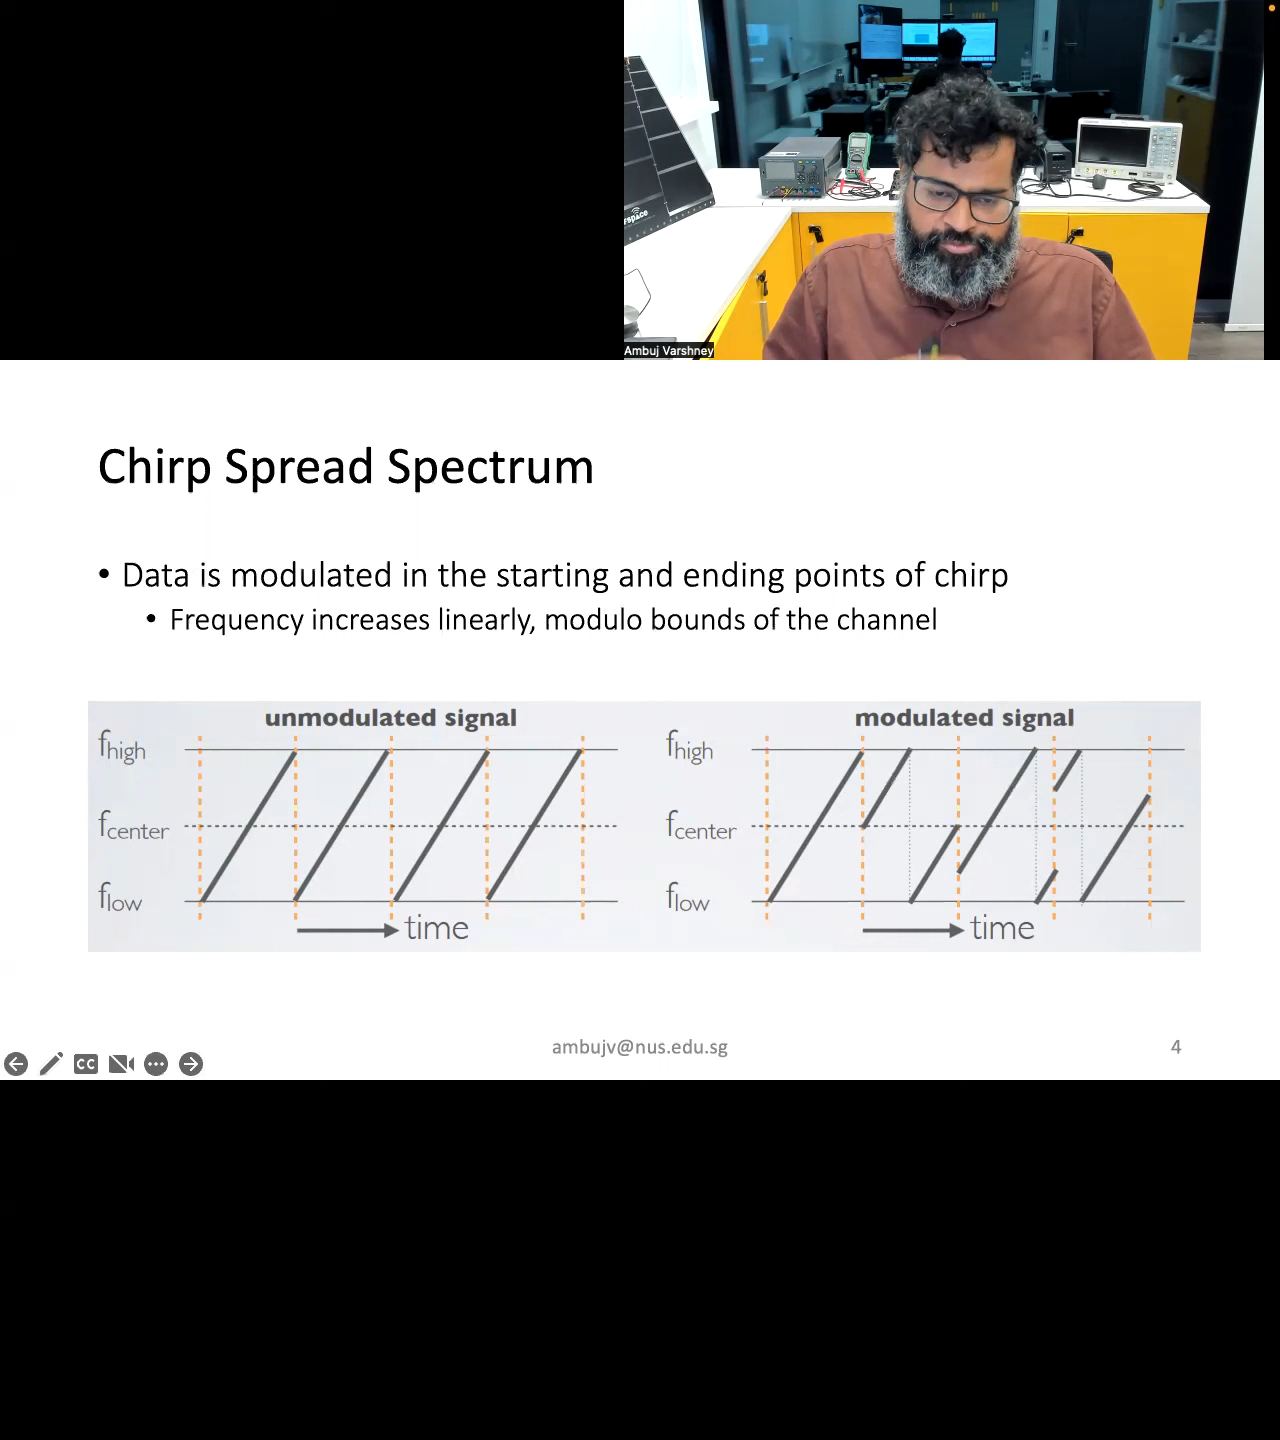 Fspace
Ambuj Varshney
Chirp Spread Spectrum
• Data is modulated in the starting and ending points of chirp
• Frequency increases linearly, modulo bounds of the channel
unmodulated signal
fhigh
fcenter
flow
time
modulated signal
fhigh
fcenter
flow
time
CC
ambujv@nus.edu.sg
4